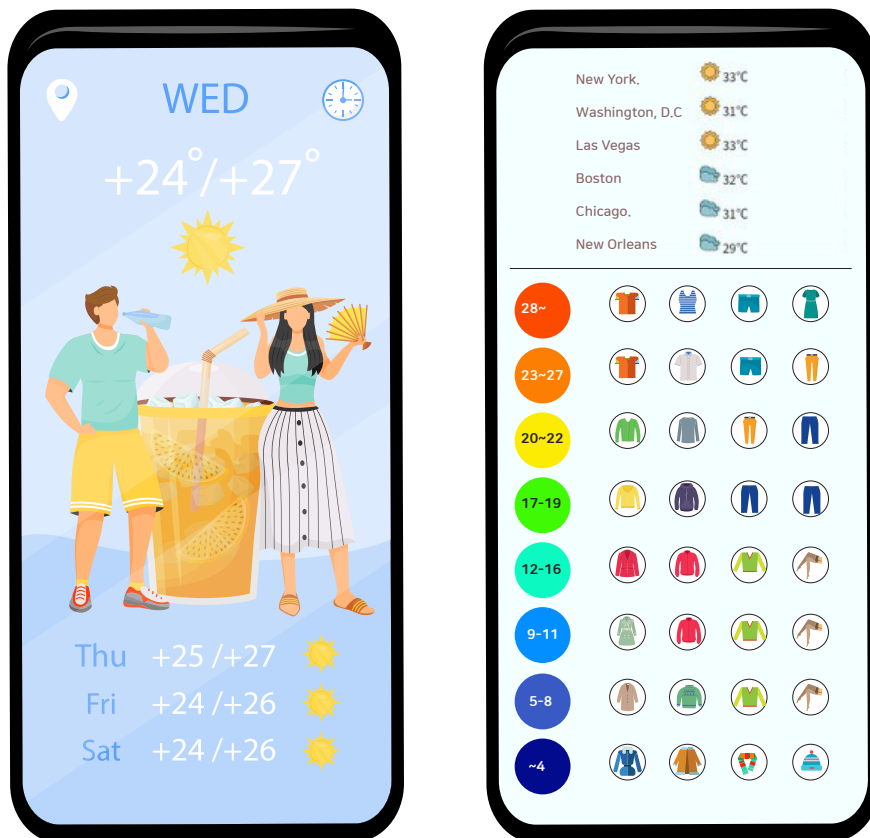 WED
+24°/+27°
Thu +25 /+27
Fri +24 /+26
Sat +24 /+26
New York. 33℃
Washington, D.C 31℃
Las Vegas 33℃
Boston 32℃
Chicago. 31℃
New Orleans 29℃
28~
23~27
20~22
17-19
12-16
9-11
5-8
~4